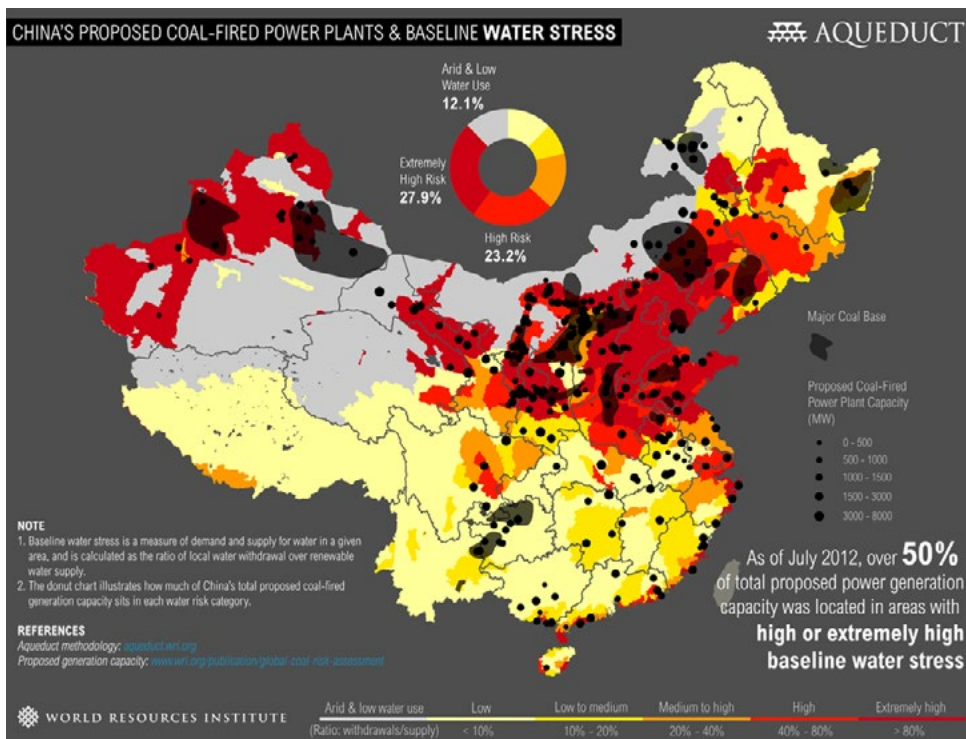 CHINA'S PROPOSED COAL-FIRED POWER PLANTS & BASELINE WATER STRESS
AQUEDUCT
Arid & Low
Water Use
12.1%
Extremely
High Risk
27.9%
High Risk
23.2%
Major Coal Base
Proposed Coal-Fired
Power Plant Capacity
(MW)
0 - 500
500 - 1000
1000 - 1500
1500 - 3000
3000 - 8000
NOTE
1. Baseline water stress is a measure of demand and supply for water in a given
area, and is calculated as the ratio of local water withdrawal over renewable
water supply.
2. The donut chart illustrates how much of China's total proposed coal-fired
generation capacity sits in each water risk category.
REFERENCES
Aqueduct methodology: aqueduct.wri.org
Proposed generation capacity: www.wri.org/publication/global-coal-risk-assessment
As of July 2012, over 50%
of total proposed power generation
capacity was located in areas with
high or extremely high
baseline water stress
WORLD RESOURCES INSTITUTE
Arid & low water use Low Low to medium Medium to high High Extremely high
(Ratio: withdrawals/supply) < 10% 10% - 20% 20% - 40% 40% - 80% > 80%